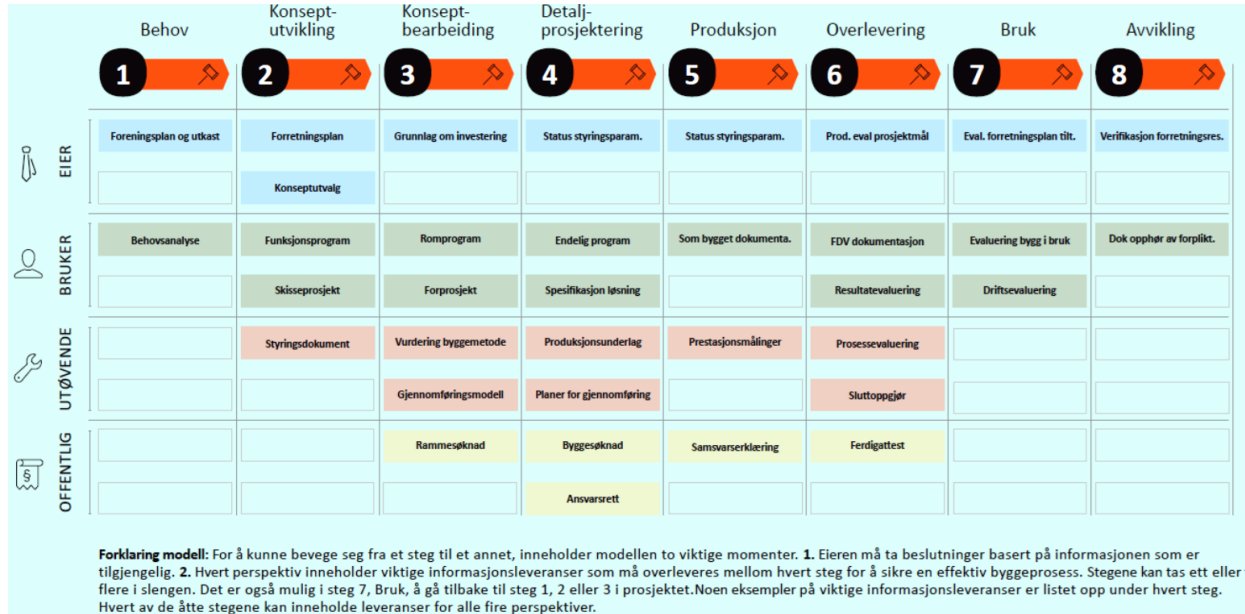 Behov
Konsept-
utvikling
Konsept-
bearbeiding
Detalj-
prosjektering
Produksjon
Overlevering
Bruk
Avvikling
1 2 3 4 5 6 7 8
EIER
Foreningsplan og utkast Forretningsplan Grunnlag om investering Status styringsparam. Status styringsparam. Prod. eval prosjektmål Eval. forretningsplan tilt. Verifikasjon forretningsres.
Konseptutvalg
BRUKER
Behovsanalyse Funksjonsprogram Romprogram Endelig program Som bygget dokumenta. FDV dokumentasjon Evaluering bygg i bruk Dok opphør av forplikt.
Skisseprosjekt Forprosjekt Spesifikasjon løsning Resultatevaluering Driftsevaluering
UTØVENDE
Styringsdokument Vurdering byggemetode Produksjonsunderlag Prestasjonsmålinger Prosessevaluering
Gjennomføringsmodell Planer for gjennomføring Sluttoppgjør
OFFENTLIG
§
Rammesøknad Byggesøknad Samsvarserklæring Ferdigattest
Ansvarsrett
Forklaring modell: For å kunne bevege seg fra et steg til et annet, inneholder modellen to viktige momenter. 1. Eieren må ta beslutninger basert på informasjonen som er
tilgjengelig. 2. Hvert perspektiv inneholder viktige informasjonsleveranser som må overleveres mellom hvert steg for å sikre en effektiv byggeprosess. Stegene kan tas ett eller
flere i slengen. Det er også mulig i steg 7, Bruk, å gå tilbake til steg 1, 2 eller 3 i prosjektet.Noen eksempler på viktige informasjonsleveranser er listet opp under hvert steg.
Hvert av de åtte stegene kan inneholde leveranser for alle fire perspektiver.